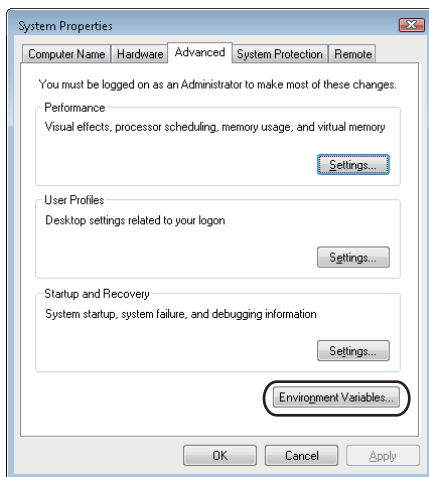 System Properties
Computer Name Hardware Advanced System Protection Remote
You must be logged on as an Administrator to make most of these changes.
Performance
Visual effects, processor scheduling, memory usage, and virtual memory
Settings...
User Profiles
Desktop settings related to your logon
Settings...
Startup and Recovery
System startup, system failure, and debugging information
Settings...
Environment Variables...
OK Cancel Apply